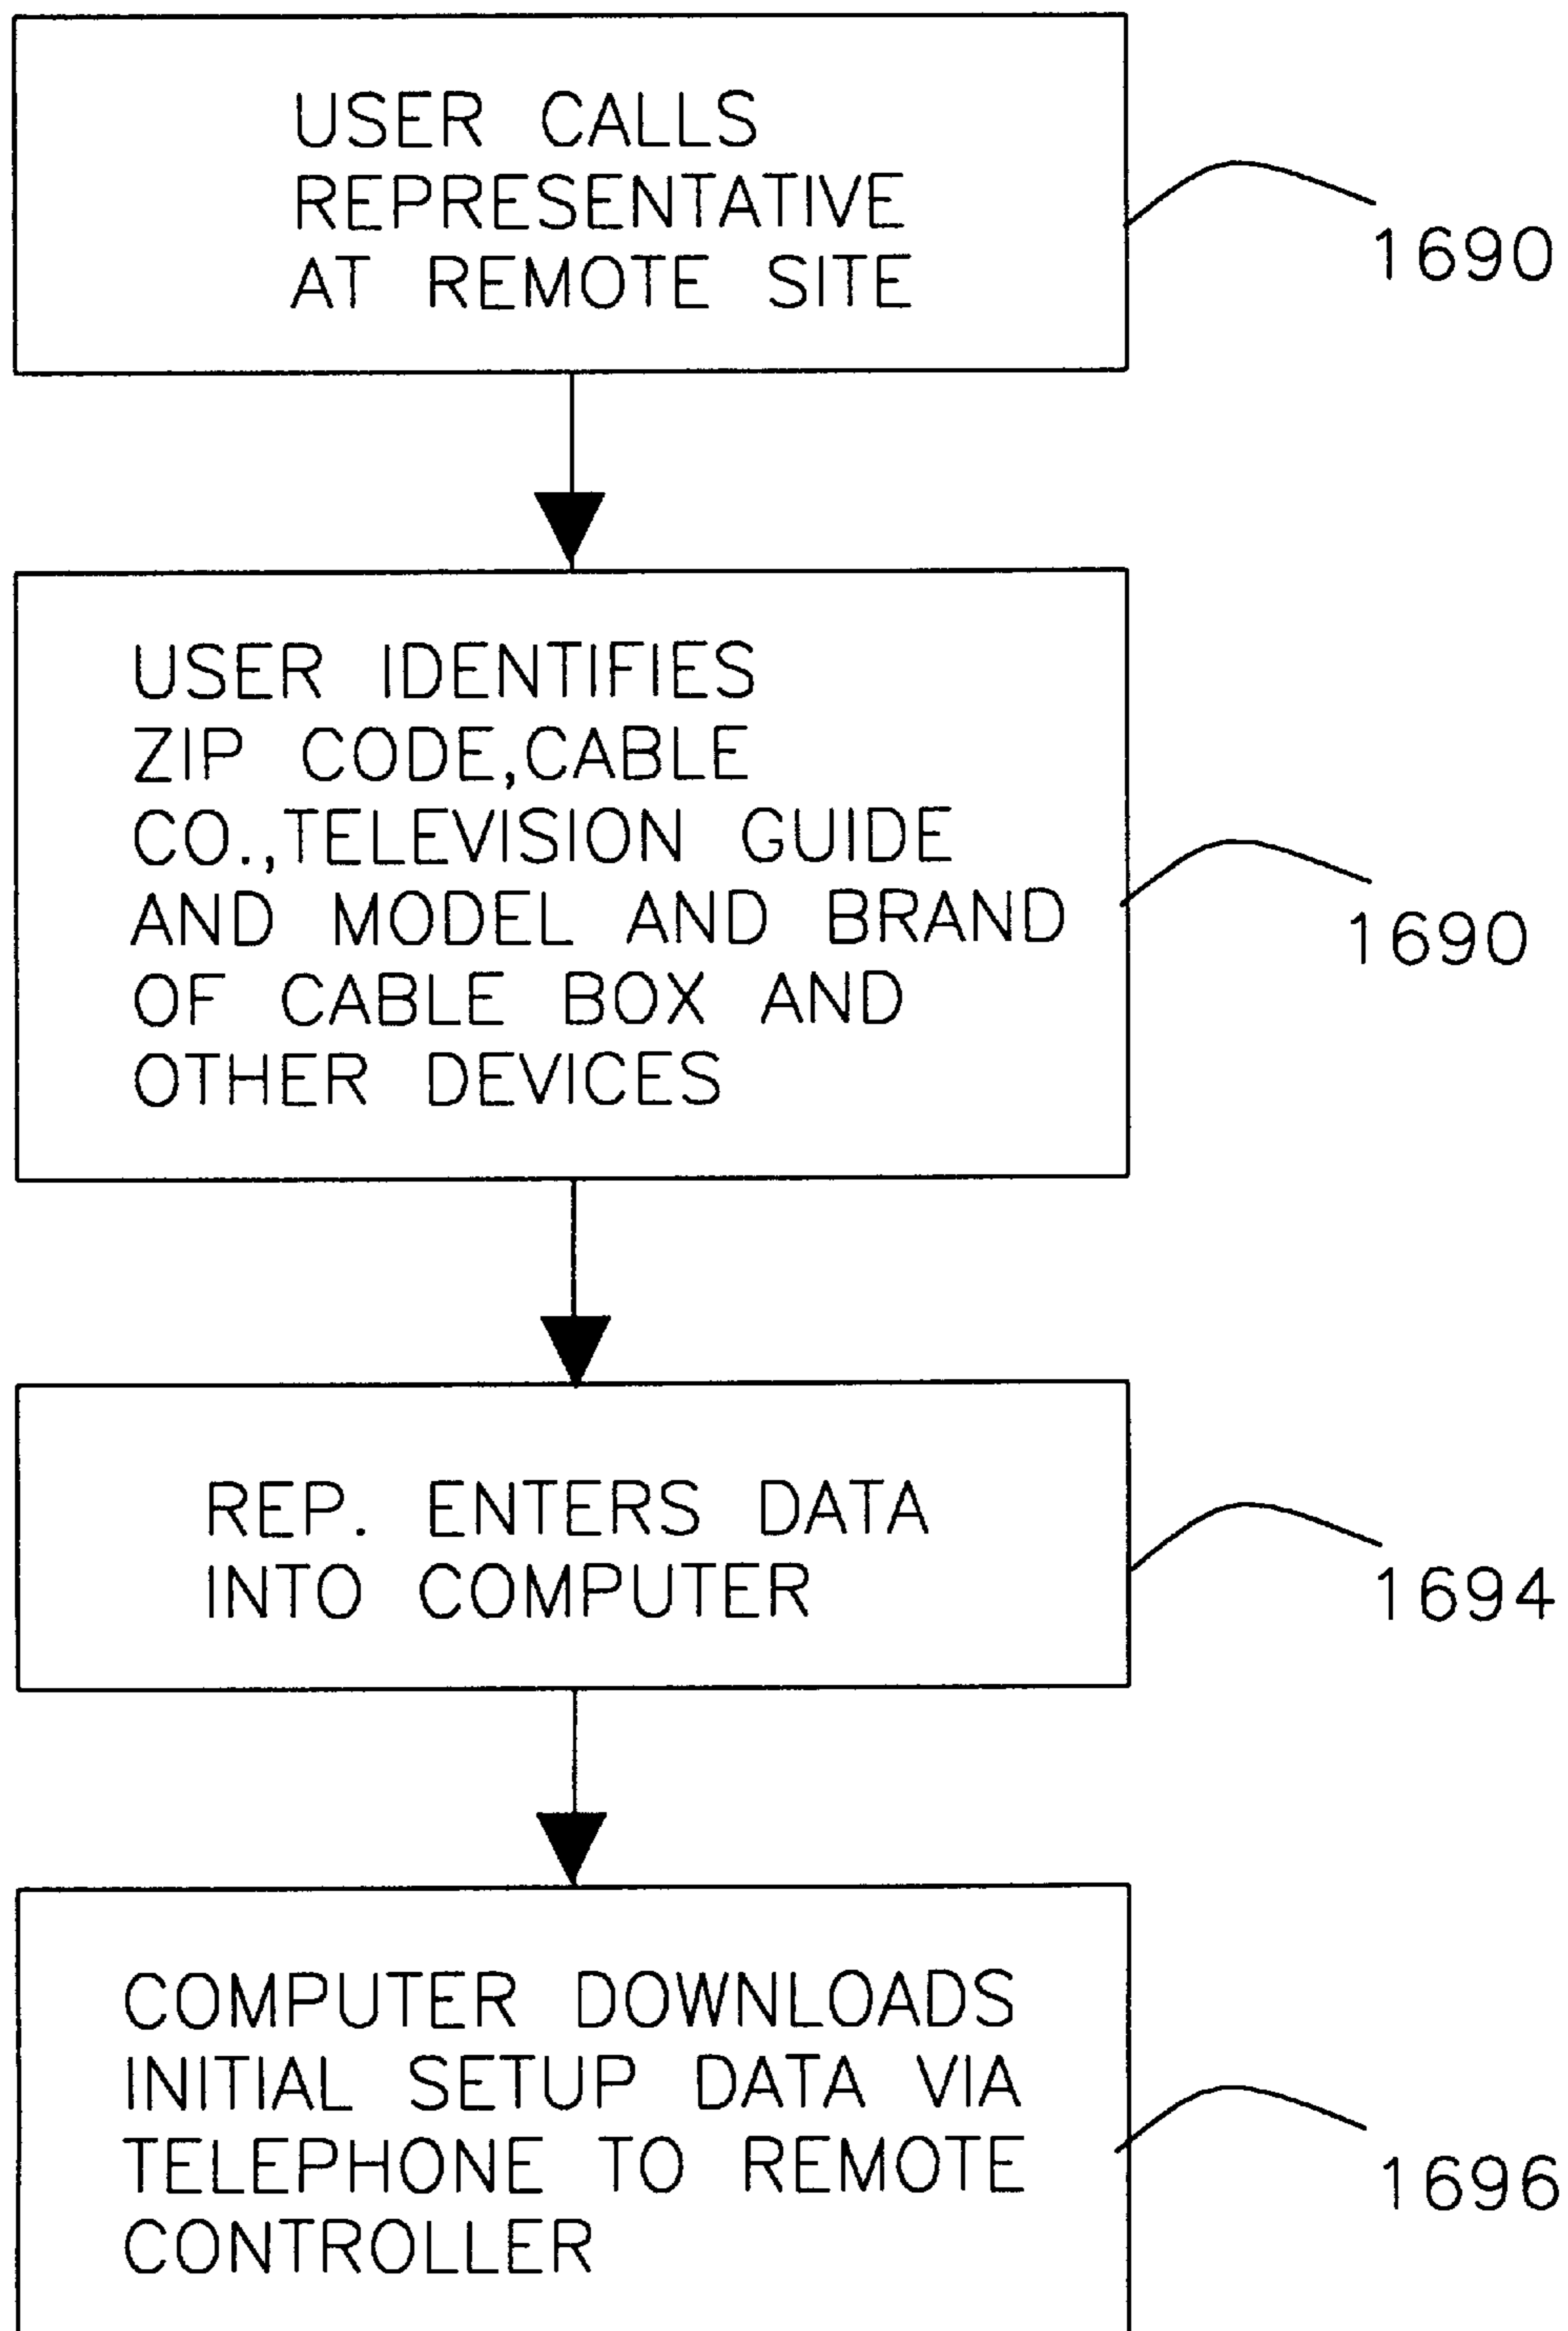 USER CALLS
REPRESENTATIVE
AT REMOTE SITE
1690
USER IDENTIFIES
ZIP CODE,CABLE
CO.,TELEVISION GUIDE
AND MODEL AND BRAND
OF CABLE BOX AND
OTHER DEVICES
1690
REP. ENTERS DATA
INTO COMPUTER
1694
COMPUTER DOWNLOADS
INITIAL SETUP DATA VIA
TELEPHONE TO REMOTE
CONTROLLER
1696